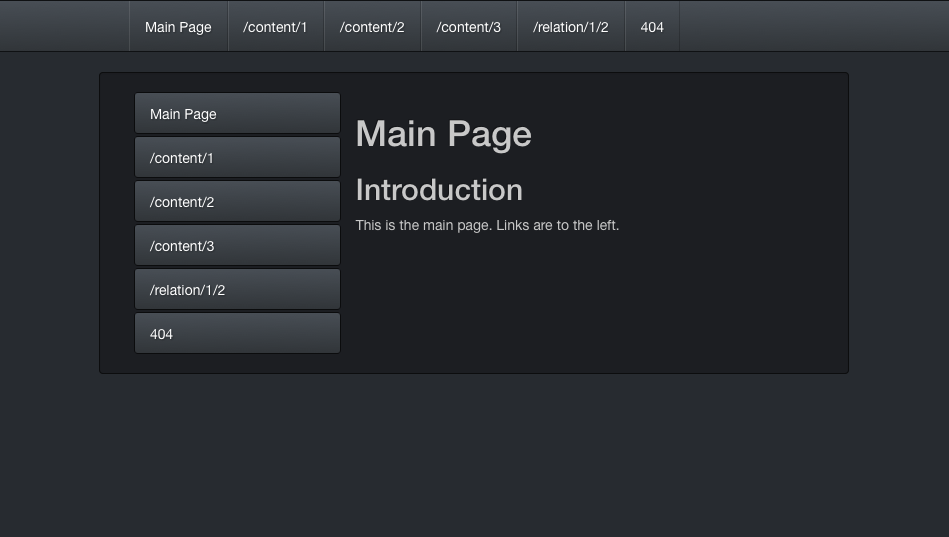 Main Page
/content/1
/content/2
/content/3
/relation/1/2
404
Main Page
/content/1
/content/2
/content/3
/relation/1/2
404
Main Page
Introduction
This is the main page. Links are to the left.